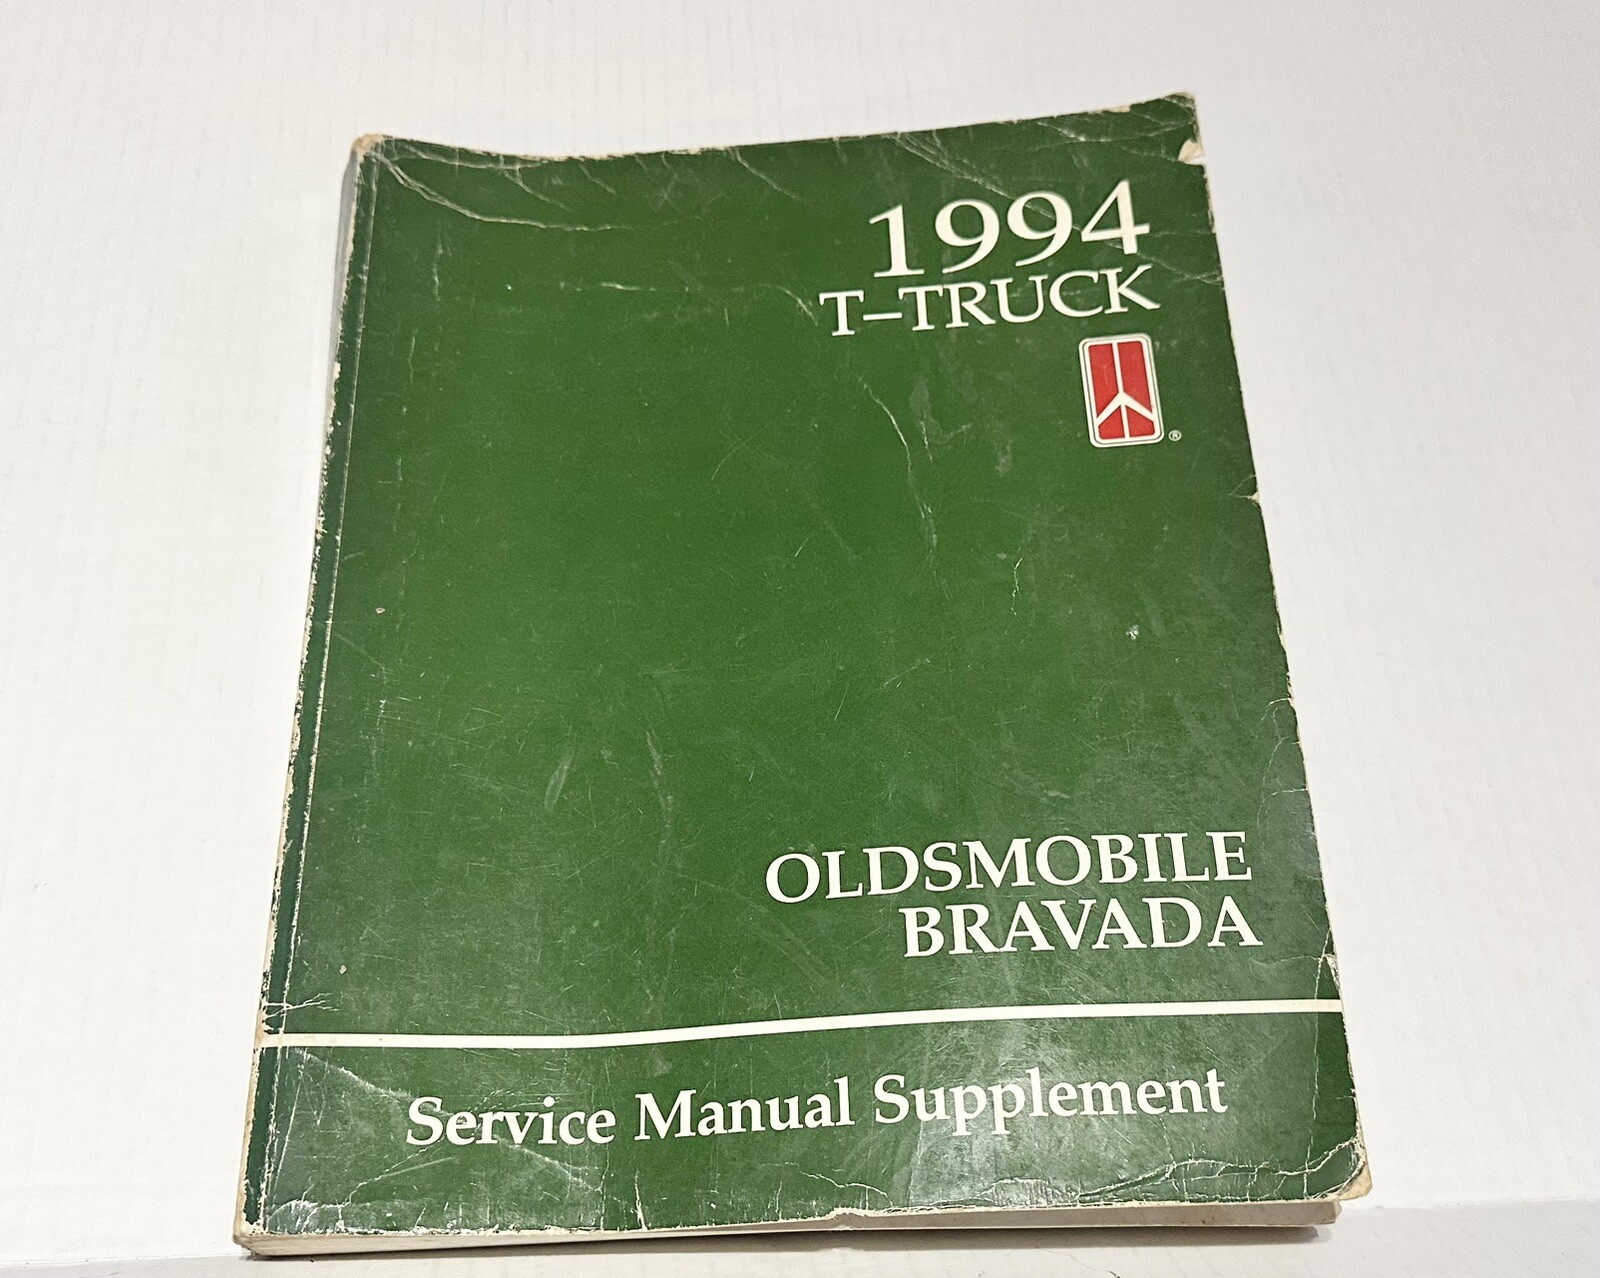 1994
T–TRUCK
®
OLDSMOBILE
BRAVADA
Service Manual Supplement